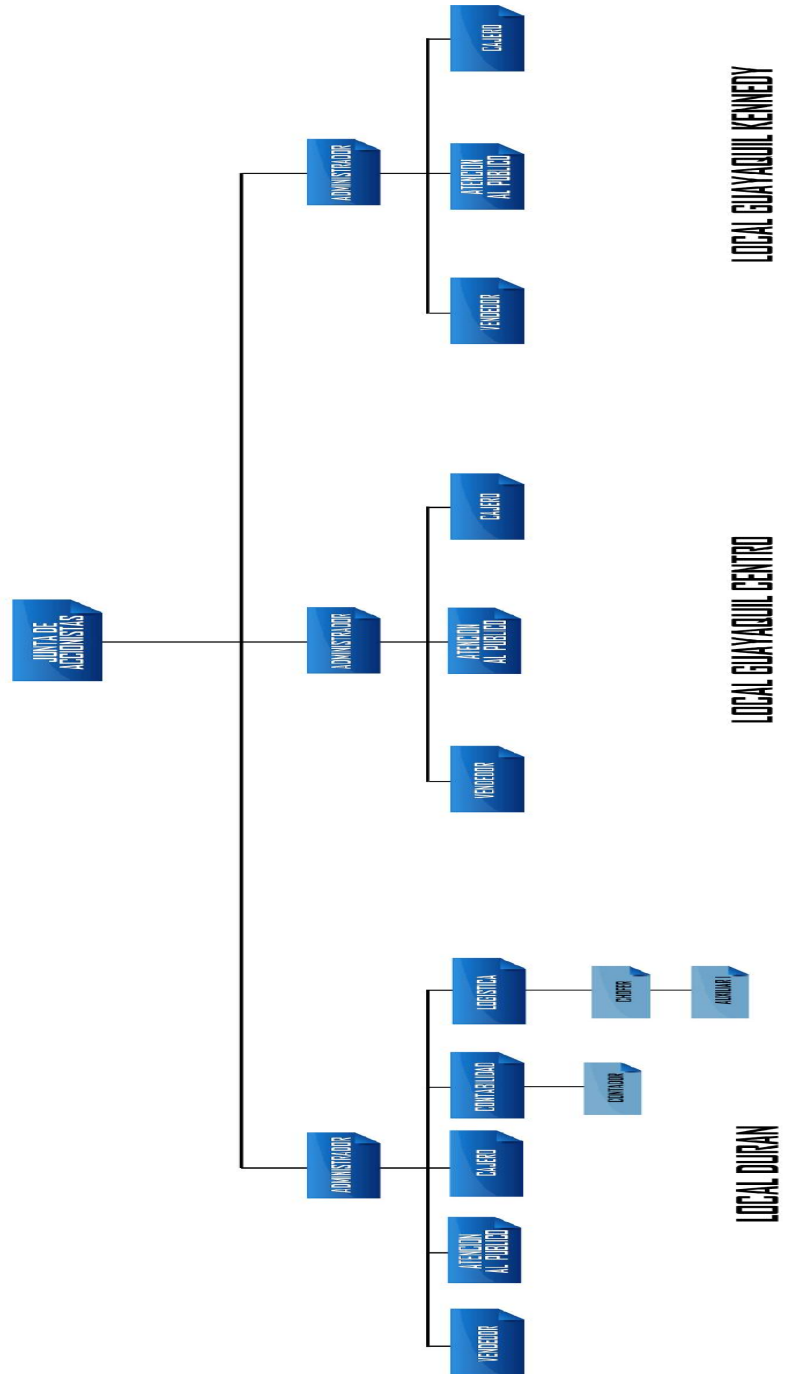 JUNTA DE
ACCIONISTAS
ADMINISTRADOR
ADMINISTRADOR
ADMINISTRADOR
VENDEDOR
ATENCION
AL PUBLICO
CAJERO
CONTABILIDAD
LOGISTICA
VENDEDOR
ATENCION
AL PUBLICO
CAJERO
VENDEDOR
ATENCION
AL PUBLICO
CAJERO
CONTADOR
CHOFER
AUXILIAR I
LOCAL DURAN
LOCAL GUAYAQUIL CENTRO
LOCAL GUAYAQUIL KENNEDY